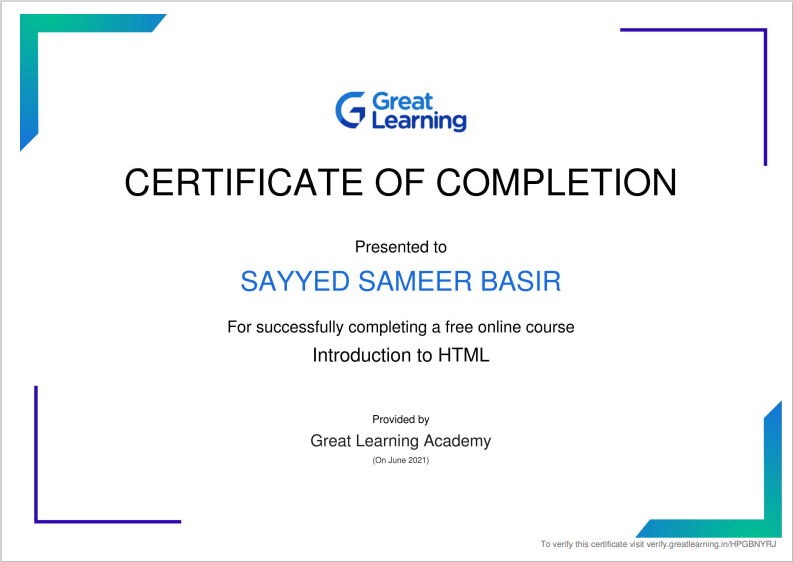 Great
Learning
CERTIFICATE OF COMPLETION
Presented to
SAYYED SAMEER BASIR
For successfully completing a free online course
Introduction to HTML
Provided by
Great Learning Academy
(On June 2021)
To verify this certificate visit verify.greatlearning.in/HPGBNYRJ